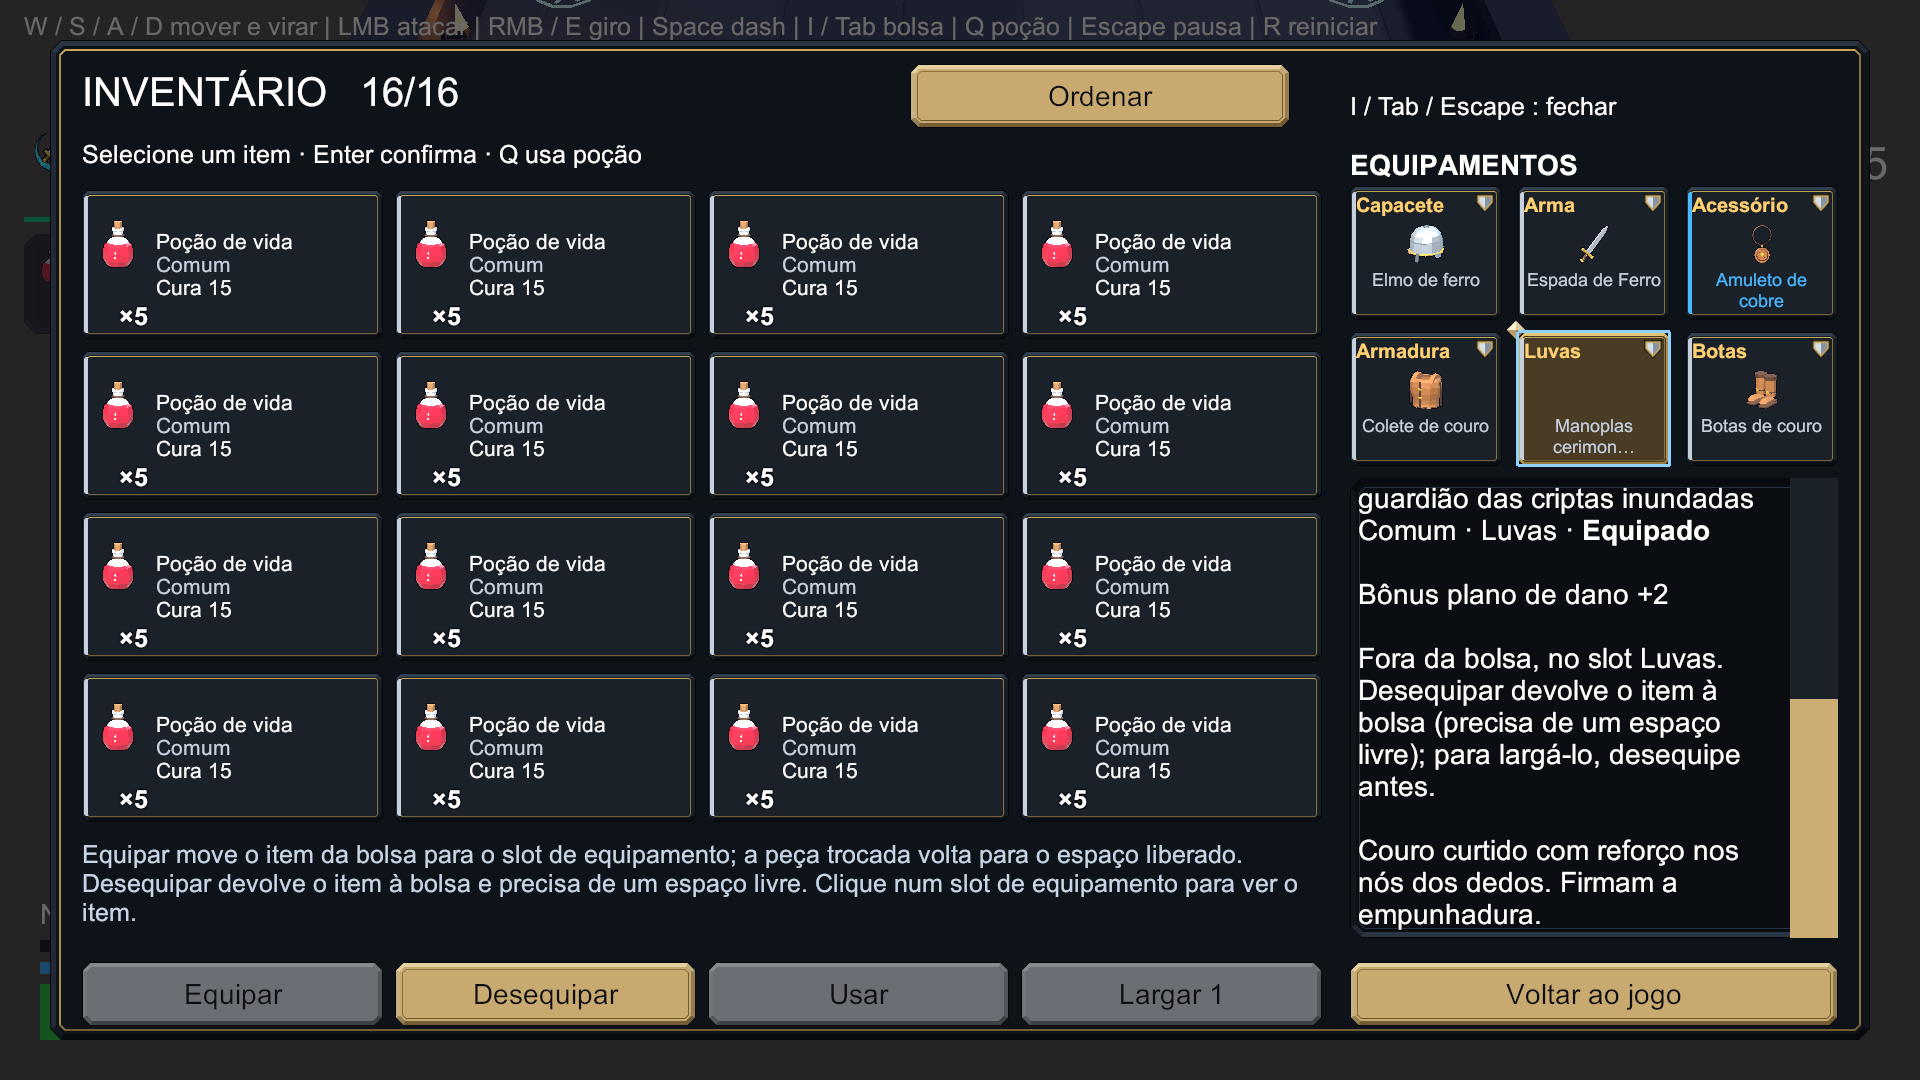 W / S / A / D mover e virar | LMB atacar | RMB / E giro | Space dash | I / Tab bolsa | Q poção | Escape pausa | R reiniciar
INVENTÁRIO 16/16
Ordenar
I / Tab / Escape : fechar
Selecione um item · Enter confirma · Q usa poção
EQUIPAMENTOS
5
Poção de vida
Comum
Cura 15
×5
Poção de vida
Comum
Cura 15
×5
Poção de vida
Comum
Cura 15
×5
Poção de vida
Comum
Cura 15
×5
Poção de vida
Comum
Cura 15
×5
Poção de vida
Comum
Cura 15
×5
Poção de vida
Comum
Cura 15
×5
Poção de vida
Comum
Cura 15
×5
Poção de vida
Comum
Cura 15
×5
Poção de vida
Comum
Cura 15
×5
Poção de vida
Comum
Cura 15
×5
Poção de vida
Comum
Cura 15
×5
Poção de vida
Comum
Cura 15
×5
Poção de vida
Comum
Cura 15
×5
Poção de vida
Comum
Cura 15
×5
Poção de vida
Comum
Cura 15
×5
Capacete
Elmo de ferro
Arma
Espada de Ferro
Acessório
Amuleto de
cobre
Armadura
Colete de couro
Luvas
Manoplas
cerimon…
Botas
Botas de couro
guardião das criptas inundadas
Comum · Luvas · Equipado
Bônus plano de dano +2
Fora da bolsa, no slot Luvas.
Desequipar devolve o item à
bolsa (precisa de um espaço
livre); para largá-lo, desequipe
antes.
Couro curtido com reforço nos
nós dos dedos. Firmam a
empunhadura.
Equipar move o item da bolsa para o slot de equipamento; a peça trocada volta para o espaço liberado.
Desequipar devolve o item à bolsa e precisa de um espaço livre. Clique num slot de equipamento para ver o
item.
Equipar
Desequipar
Usar
Largar 1
Voltar ao jogo